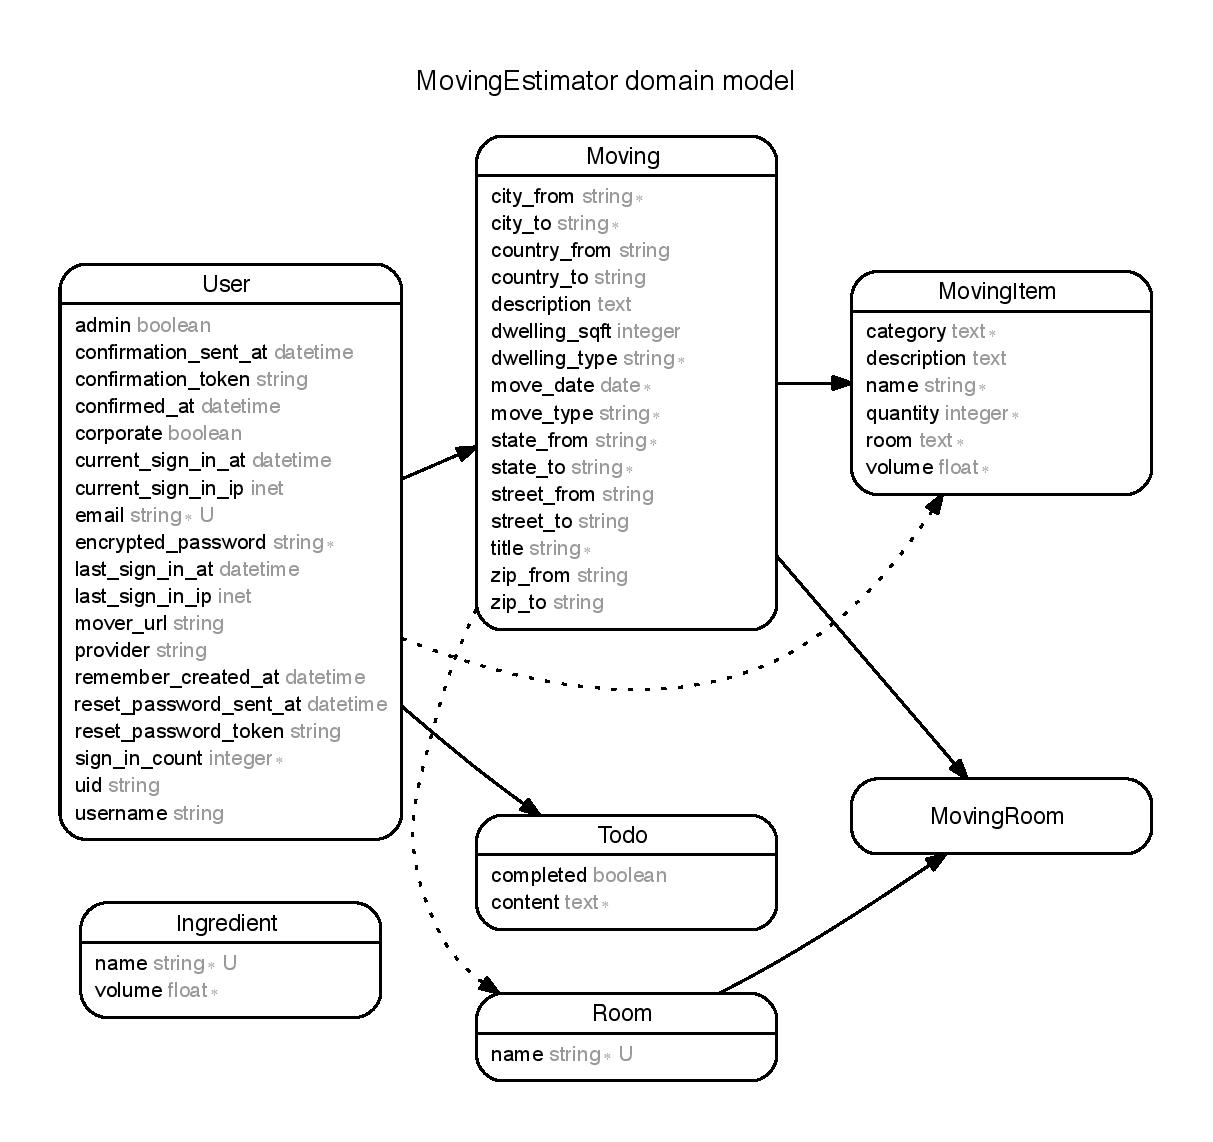 MovingEstimator domain model
Moving
city_from string *
city_to string *
country_from string
country_to string
description text
dwelling_sqft integer
dwelling_type string *
move_date date *
move_type string *
state_from string *
state_to string *
street_from string
street_to string
title string *
zip_from string
zip_to string
User
admin boolean
confirmation_sent_at datetime
confirmation_token string
confirmed_at datetime
corporate boolean
current_sign_in_at datetime
current_sign_in_ip inet
email string * U
encrypted_password string *
last_sign_in_at datetime
last_sign_in_ip inet
mover_url string
provider string
remember_created_at datetime
reset_password_sent_at datetime
reset_password_token string
sign_in_count integer *
uid string
username string
MovingItem
category text *
description text
name string *
quantity integer *
room text *
volume float *
MovingRoom
Todo
completed boolean
content text *
Ingredient
name string * U
volume float *
Room
name string * U